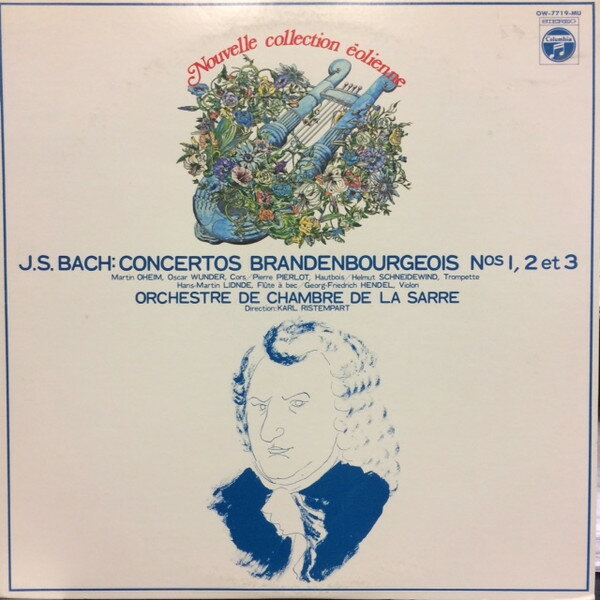 OW-7719-MU
STEREO
Columbia
Nouvelle collection éolienne
J.S. BACH: CONCERTOS BRANDENBOURGEOIS Nos 1, 2 et 3
Martin OHEIM, Oscar WUNDER, Cors/Pierre PIERLOT, Hautbois/Helmut SCHNEIDEWIND, Trompette
Hans-Martin LIDNDE, Flûte à bec/Georg-Friedrich HENDEL, Violon
ORCHESTRE DE CHAMBRE DE LA SARRE
Direction: KARL RISTEMPART